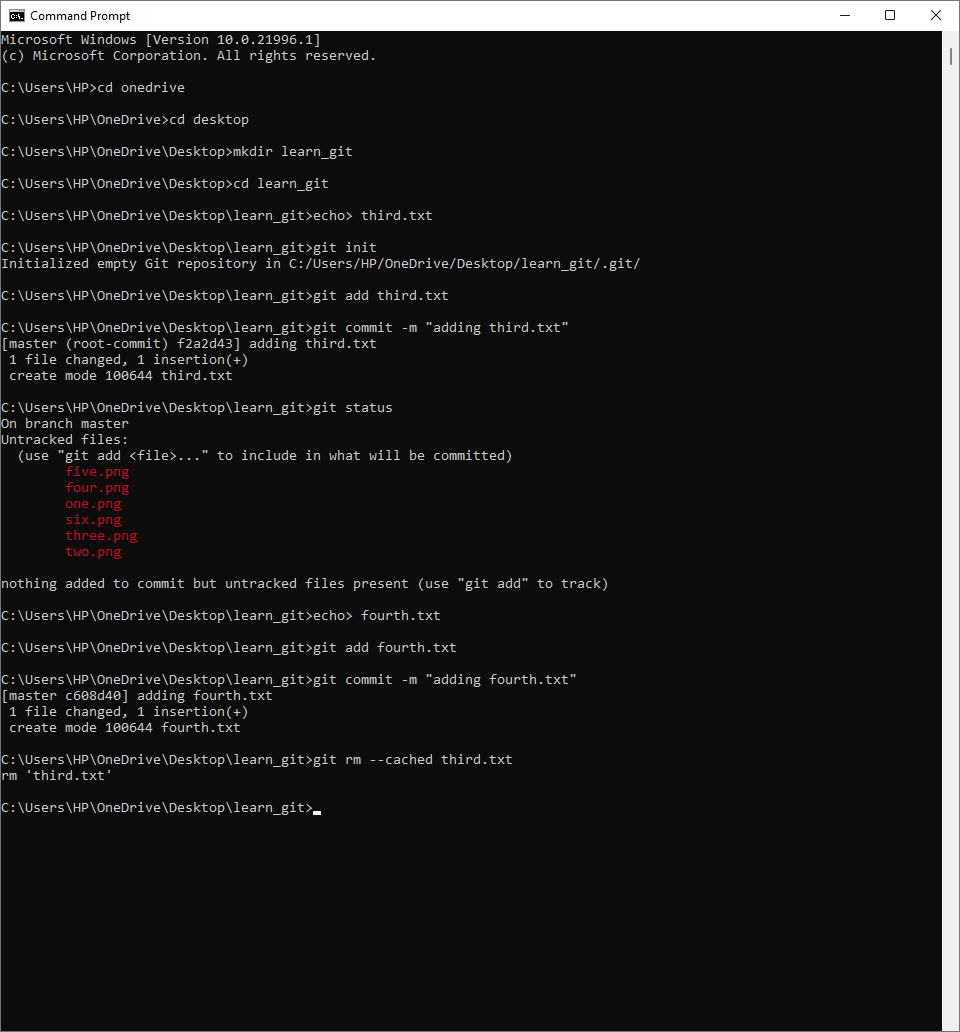 Command Prompt
Microsoft Windows [Version 10.0.21996.1]
(c) Microsoft Corporation. All rights reserved.
C:\Users\HP>cd onedrive
C:\Users\HP\OneDrive>cd desktop
C:\Users\HP\OneDrive\Desktop>mkdir learn_git
C:\Users\HP\OneDrive\Desktop>cd learn_git
C:\Users\HP\OneDrive\Desktop\learn_git>echo> third.txt
C:\Users\HP\OneDrive\Desktop\learn_git>git init
Initialized empty Git repository in C:/Users/HP/OneDrive/Desktop/learn_git/.git/
C:\Users\HP\OneDrive\Desktop\learn_git>git add third.txt
C:\Users\HP\OneDrive\Desktop\learn_git>git commit -m "adding third.txt"
[master (root-commit) f2a2d43] adding third.txt
 1 file changed, 1 insertion(+)
 create mode 100644 third.txt
C:\Users\HP\OneDrive\Desktop\learn_git>git status
On branch master
Untracked files:
  (use "git add <file>..." to include in what will be committed)
        five.png
        four.png
        one.png
        six.png
        three.png
        two.png
nothing added to commit but untracked files present (use "git add" to track)
C:\Users\HP\OneDrive\Desktop\learn_git>echo> fourth.txt
C:\Users\HP\OneDrive\Desktop\learn_git>git add fourth.txt
C:\Users\HP\OneDrive\Desktop\learn_git>git commit -m "adding fourth.txt"
[master c608d40] adding fourth.txt
 1 file changed, 1 insertion(+)
 create mode 100644 fourth.txt
C:\Users\HP\OneDrive\Desktop\learn_git>git rm --cached third.txt
rm 'third.txt'
C:\Users\HP\OneDrive\Desktop\learn_git>